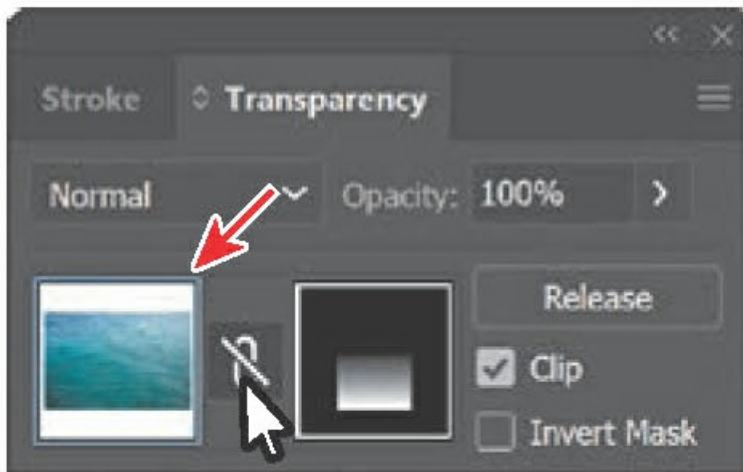 Stroke Transparency
Normal Opacity: 100%
Release
Clip
Invert Mask